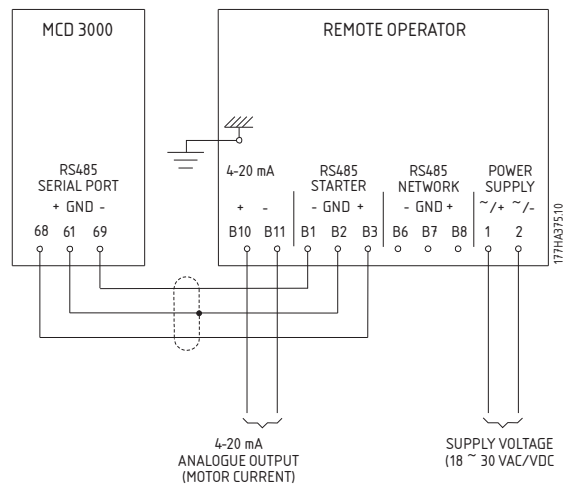 MCD 3000
REMOTE OPERATOR
RS485
SERIAL PORT
+ GND -
68 61 69
4-20 mA
+ -
B10 B11
RS485
STARTER
- GND +
B1 B2 B3
RS485
NETWORK
- GND +
B6 B7 B8
POWER
SUPPLY
~/+ ~/-
1 2
177HA375.10
4-20 mA
ANALOGUE OUTPUT
(MOTOR CURRENT)
SUPPLY VOLTAGE
(18 ~ 30 VAC/VDC